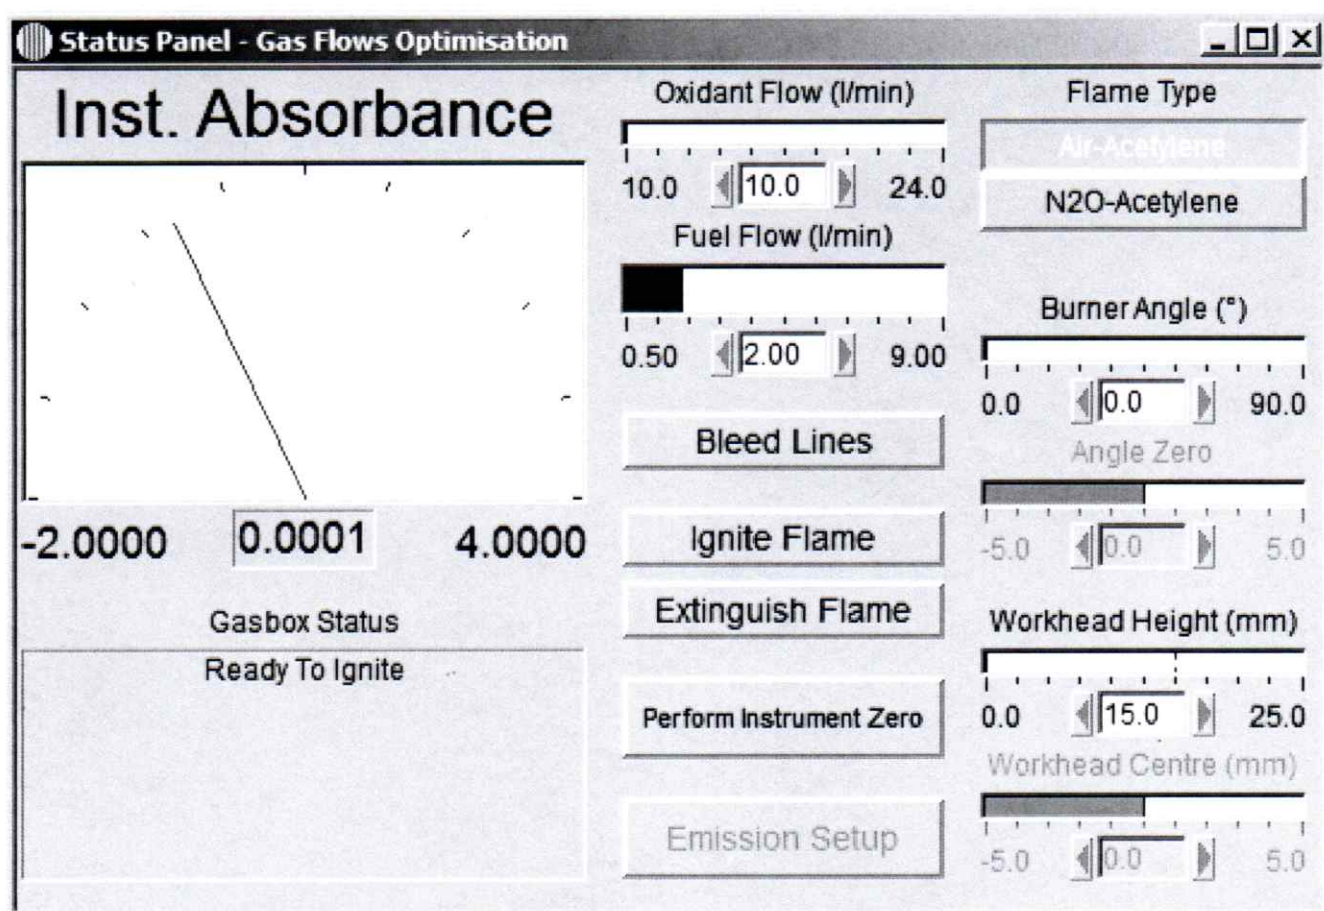 Status Panel - Gas Flows Optimisation
Inst. Absorbance
-2.0000 0.0001 4.0000
Gasbox Status
Ready To Ignite
Oxidant Flow (l/min)
10.0 10.0 24.0
Fuel Flow (l/min)
0.50 2.00 9.00
Bleed Lines
Ignite Flame
Extinguish Flame
Perform Instrument Zero
Emission Setup
Flame Type
Air-Acetylene
N2O-Acetylene
Burner Angle (°)
0.0 0.0 90.0
Angle Zero
-5.0 0.0 5.0
Workhead Height (mm)
0.0 15.0 25.0
Workhead Centre (mm)
-5.0 0.0 5.0